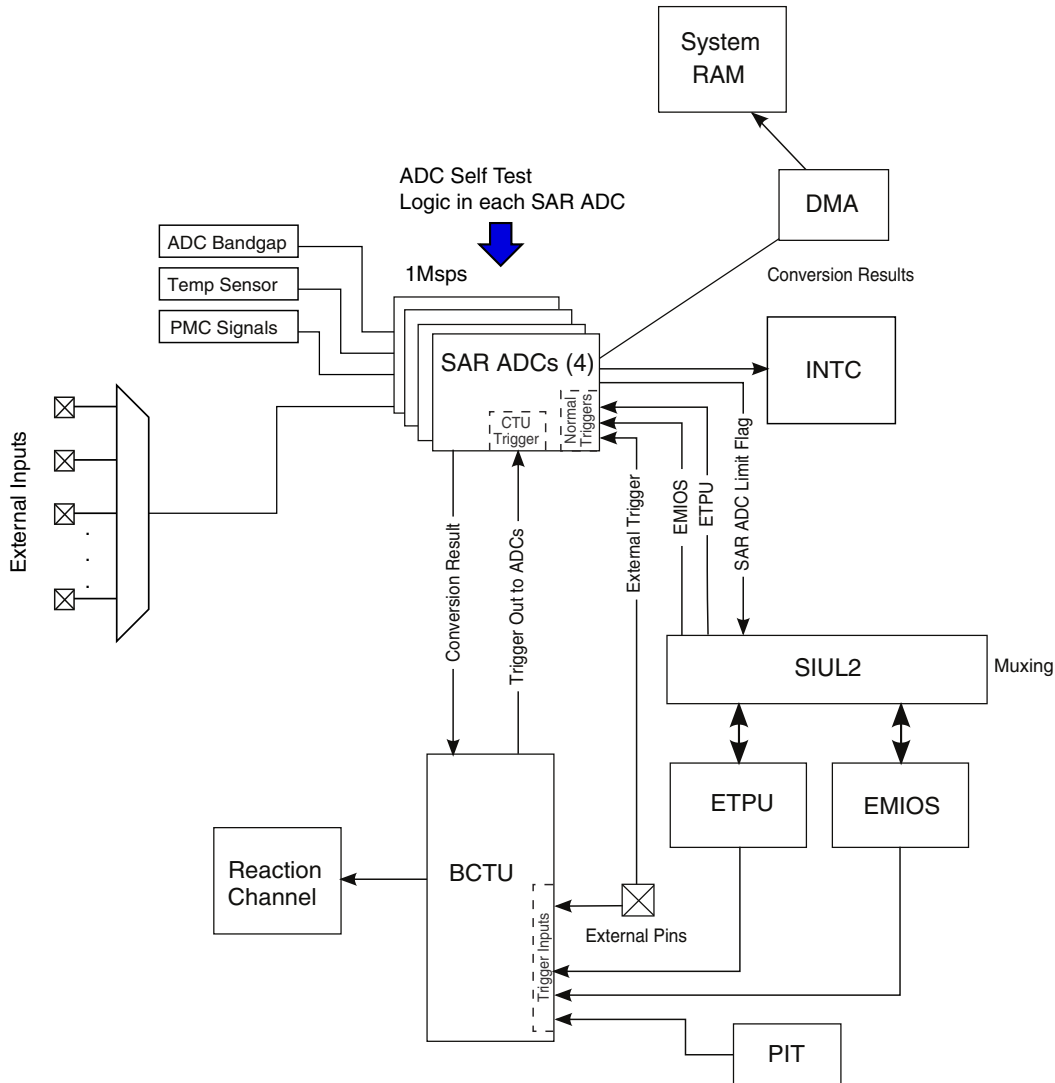 System
RAM
ADC Self Test
Logic in each SAR ADC
DMA
ADC Bandgap
1Msps
Conversion Results
Temp Sensor
PMC Signals
SAR ADCs (4)
INTC
CTU
Trigger
Normal
Triggers
External Inputs
.
.
.
Conversion Result
Trigger Out to ADCs
External Trigger
EMIOS
ETPU
SAR ADC Limit Flag
SIUL2
Muxing
ETPU
EMIOS
Reaction
Channel
BCTU
Trigger Inputs
External Pins
PIT